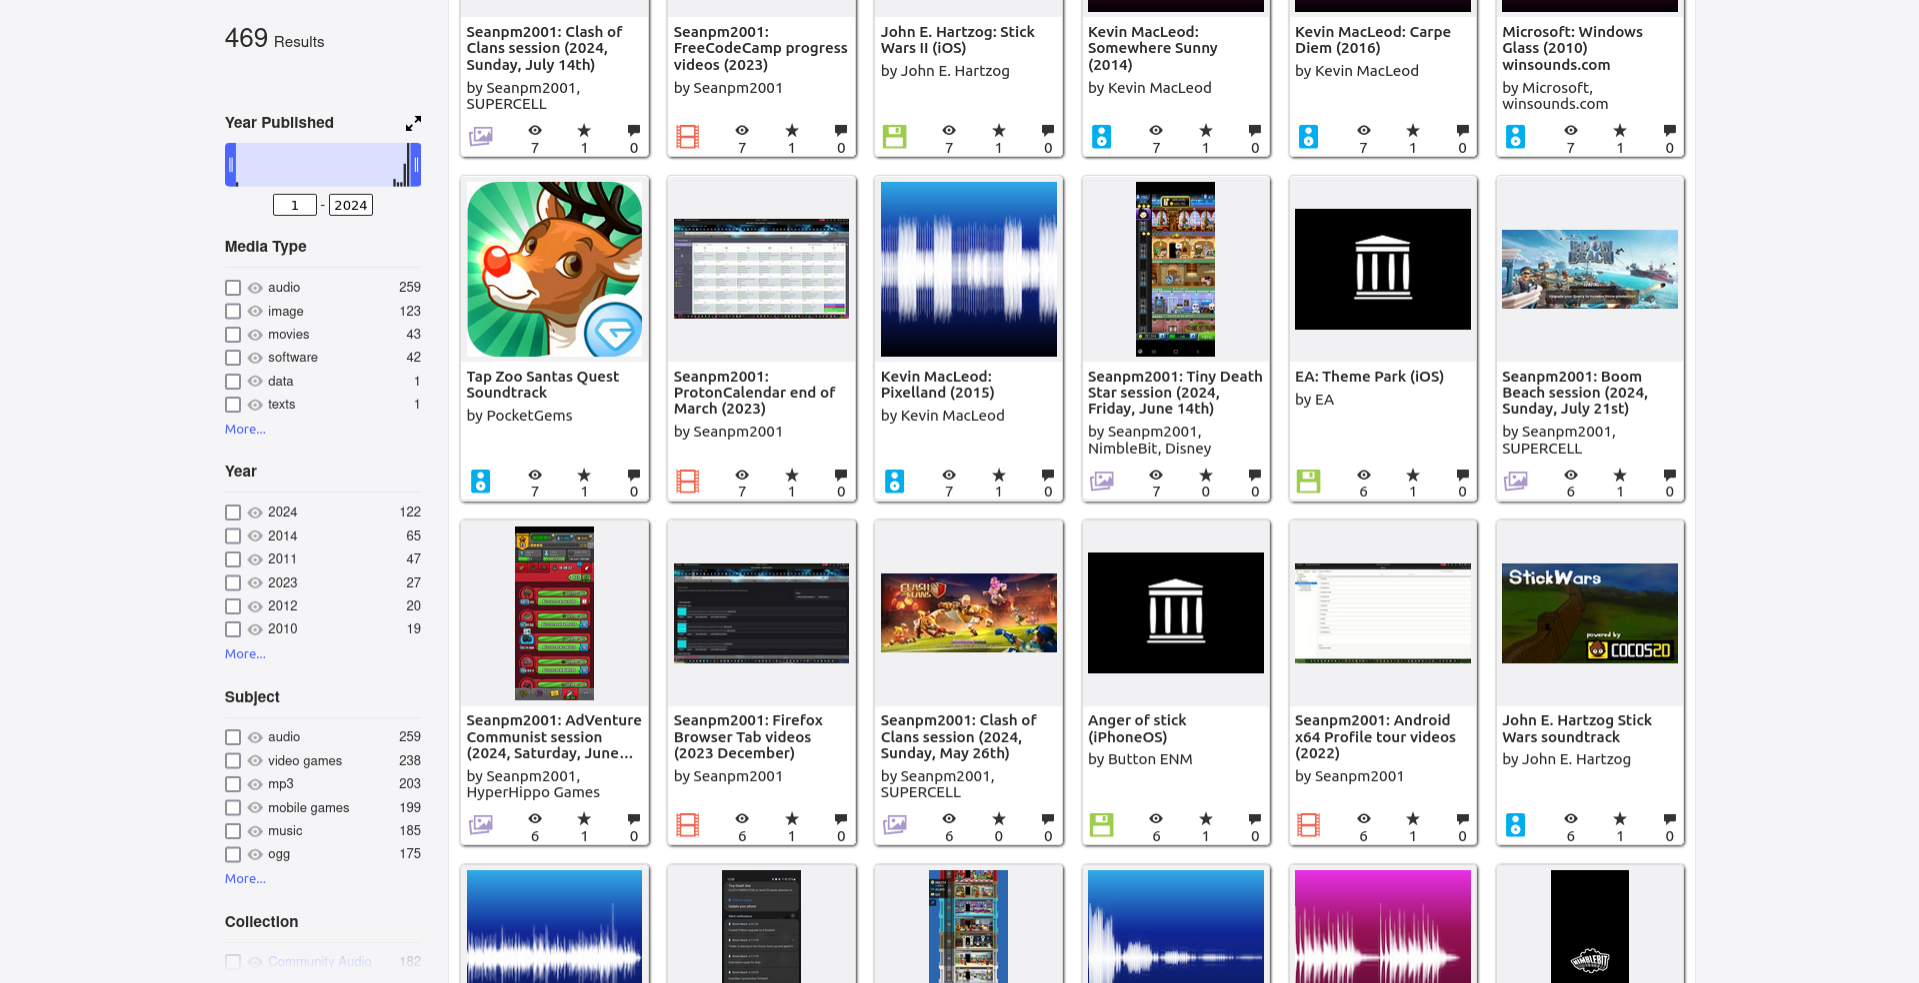 469 Results
Year Published
1 - 2024
Media Type
audio 259
image 123
movies 43
software 42
data 1
texts 1
More...
Year
2024 122
2014 65
2011 47
2023 27
2012 20
2010 19
More...
Subject
audio 259
video games 238
mp3 203
mobile games 199
music 185
ogg 175
More...
Collection
Community Audio 182
Seanpm2001: Clash of
Clans session (2024,
Sunday, July 14th)
by Seanpm2001,
SUPERCELL
7 1 0
Seanpm2001:
FreeCodeCamp progress
videos (2023)
by Seanpm2001
7 1 0
John E. Hartzog: Stick
Wars II (iOS)
by John E. Hartzog
7 1 0
Kevin MacLeod:
Somewhere Sunny
(2014)
by Kevin MacLeod
7 1 0
Kevin MacLeod: Carpe
Diem (2016)
by Kevin MacLeod
7 1 0
Microsoft: Windows
Glass (2010)
winsounds.com
by Microsoft,
winsounds.com
7 1 0
Tap Zoo Santas Quest
Soundtrack
by PocketGems
7 1 0
Seanpm2001:
ProtonCalendar end of
March (2023)
by Seanpm2001
7 1 0
Kevin MacLeod:
Pixelland (2015)
by Kevin MacLeod
7 1 0
Seanpm2001: Tiny Death
Star session (2024,
Friday, June 14th)
by Seanpm2001,
NimbleBit, Disney
7 0 0
EA: Theme Park (iOS)
by EA
6 1 0
BOOM
BEACH
Seanpm2001: Boom
Beach session (2024,
Sunday, July 21st)
by Seanpm2001,
SUPERCELL
6 1 0
Seanpm2001: AdVenture
Communist session
(2024, Saturday, June...
by Seanpm2001,
HyperHippo Games
6 1 0
Seanpm2001: Firefox
Browser Tab videos
(2023 December)
by Seanpm2001
6 1 0
CLASH
CLANS
Seanpm2001: Clash of
Clans session (2024,
Sunday, May 26th)
by Seanpm2001,
SUPERCELL
6 0 0
Anger of stick
(iPhoneOS)
by Button ENM
6 1 0
Seanpm2001: Android
x64 Profile tour videos
(2022)
by Seanpm2001
6 1 0
StickWars
powered by
COCOS2D
John E. Hartzog Stick
Wars soundtrack
by John E. Hartzog
6 1 0
NIMBLEBIT